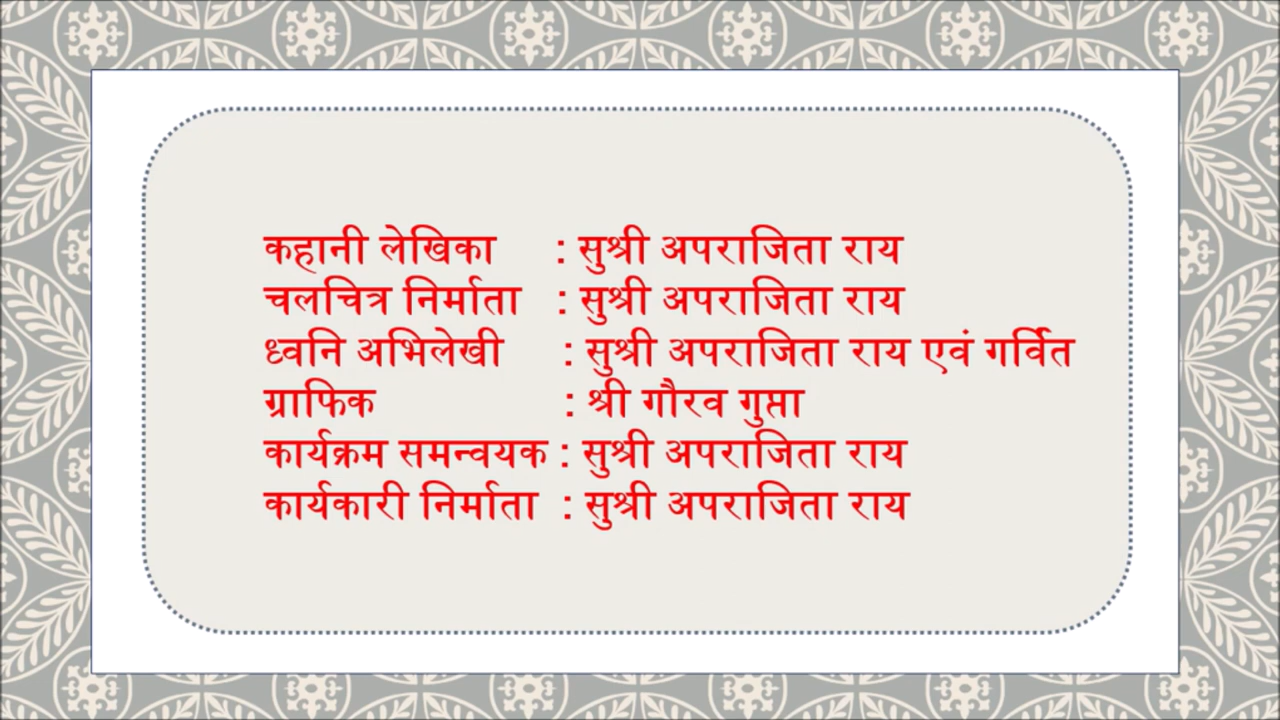 कहानी लेखिका : सुश्री अपराजिता राय
चलचित्र निर्माता : सुश्री अपराजिता राय
ध्वनि अभिलेखी : सुश्री अपराजिता राय एवं गर्वित
ग्राफिक : श्री गौरव गुप्ता
कार्यक्रम समन्वयक : सुश्री अपराजिता राय
कार्यकारी निर्माता : सुश्री अपराजिता राय